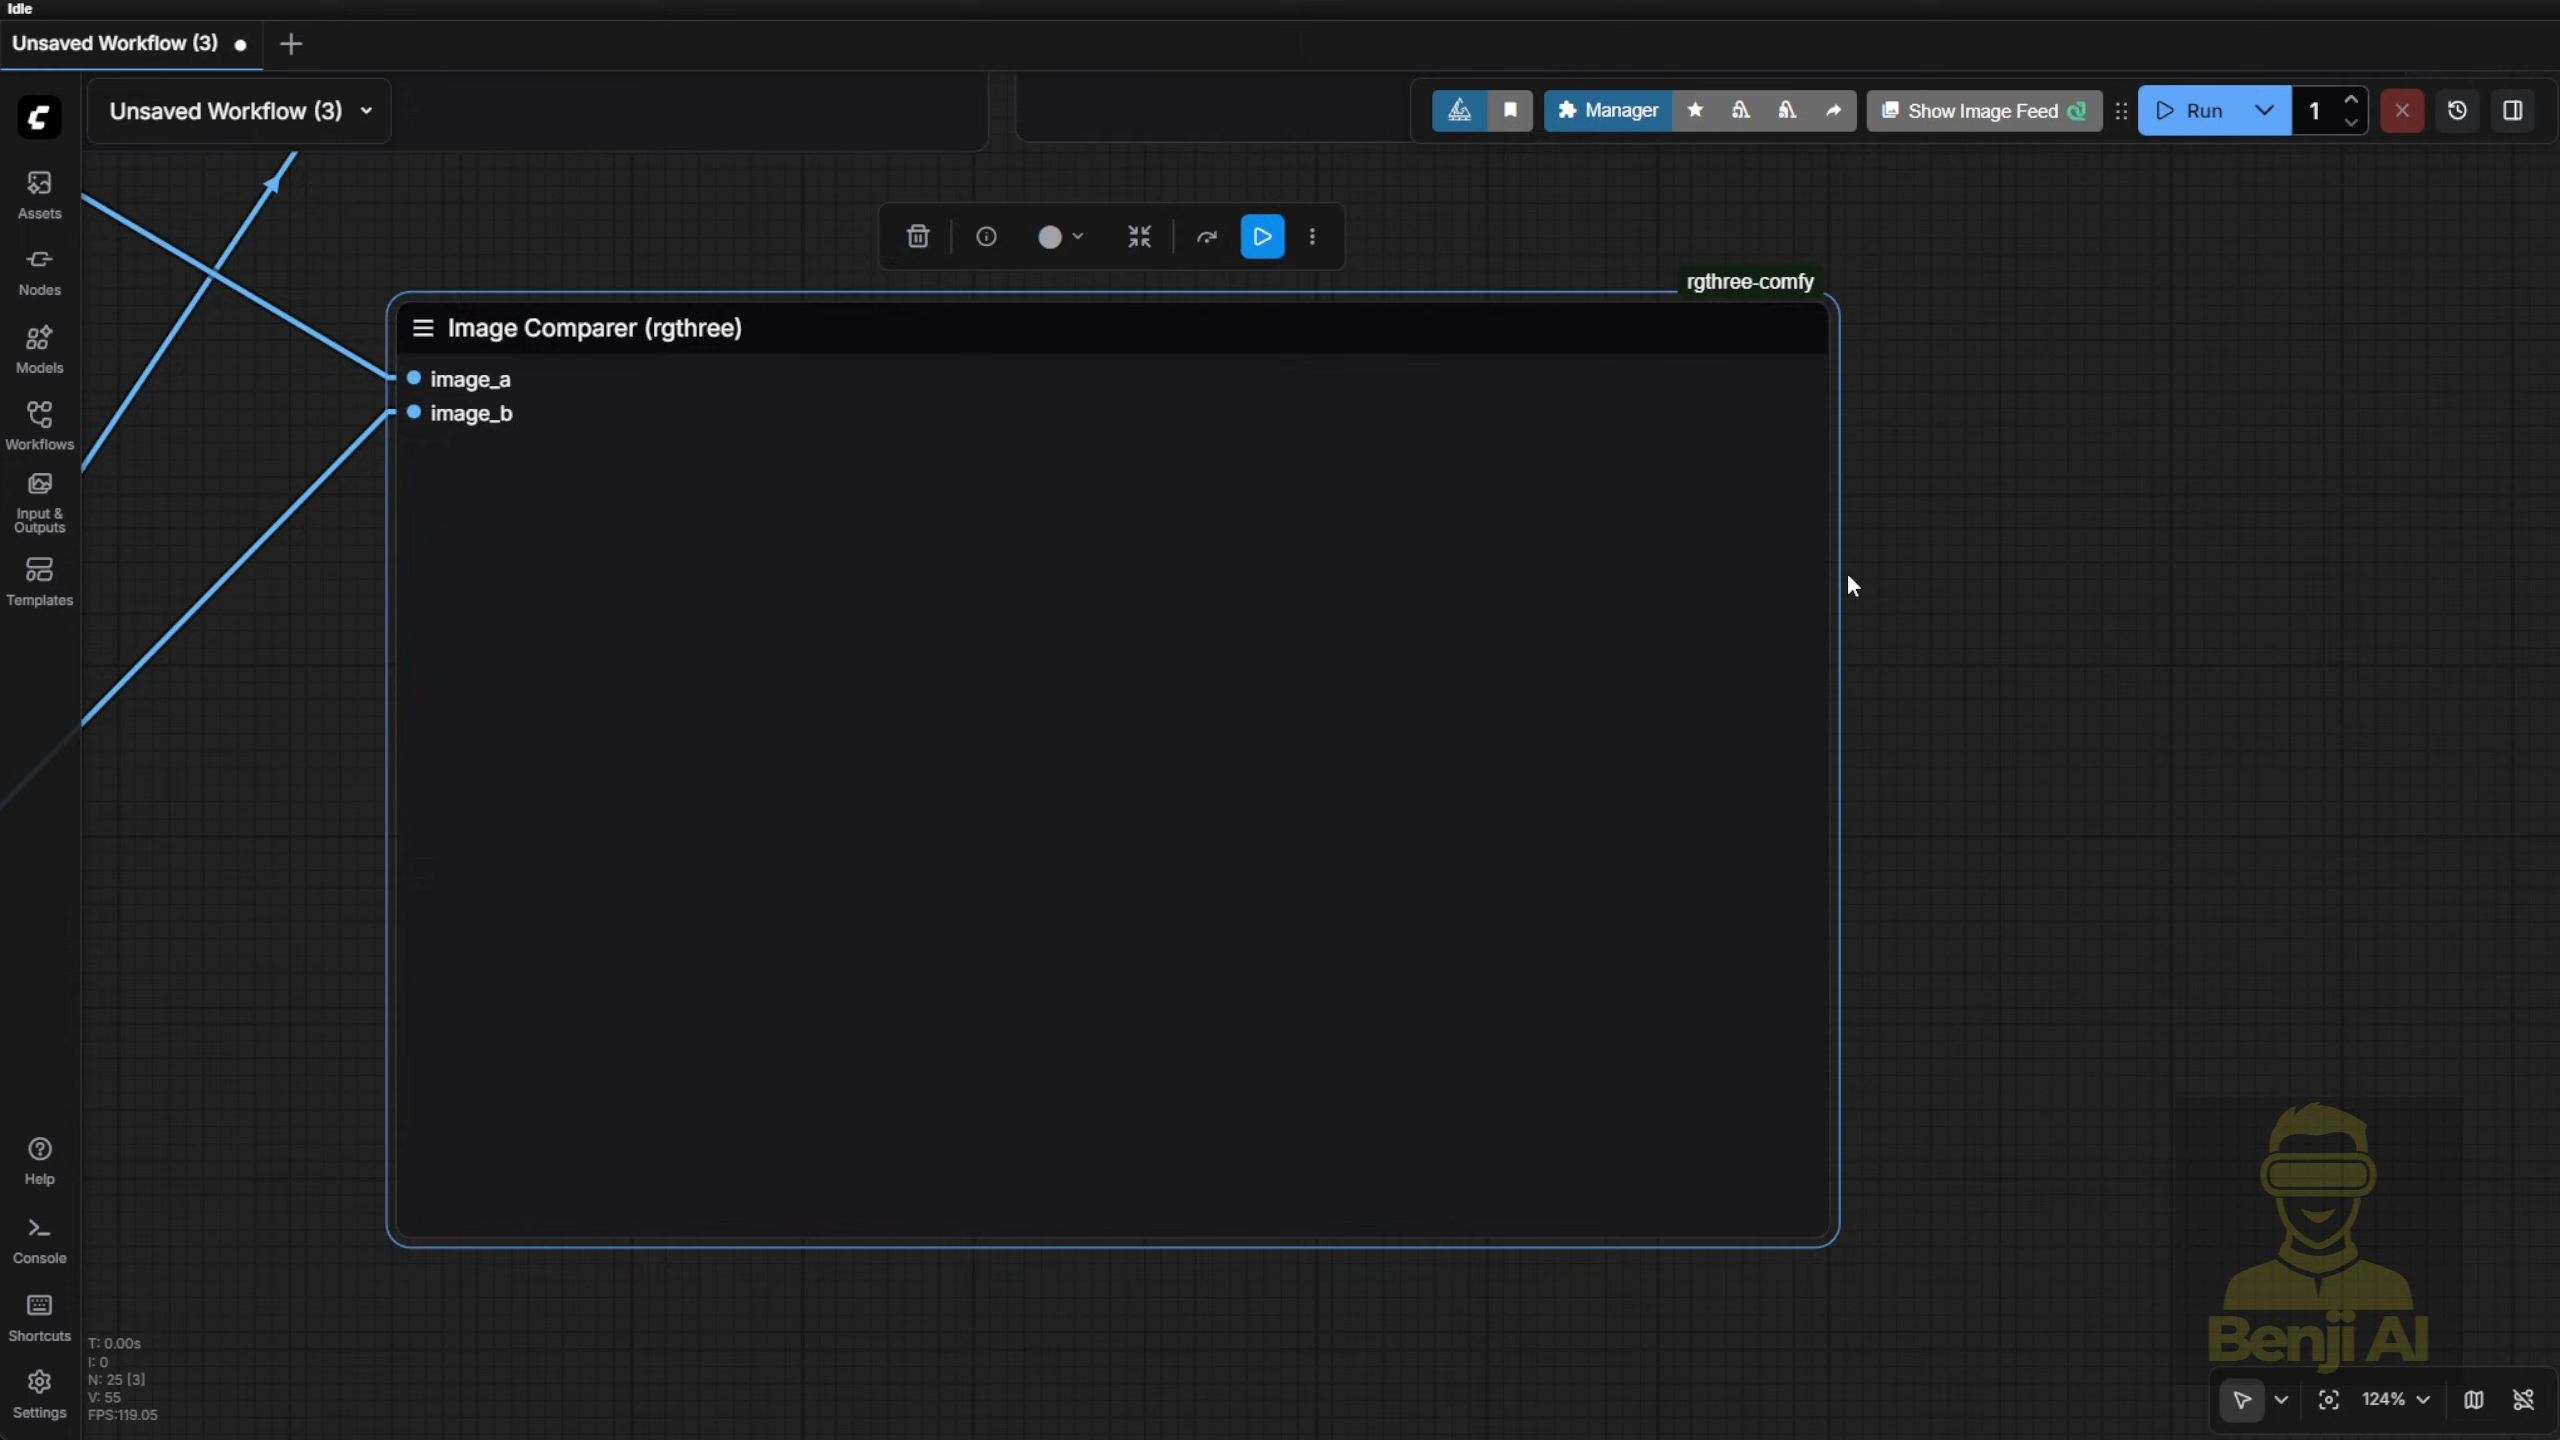 Idle
Unsaved Workflow (3)
Unsaved Workflow (3)
Manager
Show Image Feed
Run
1
Assets
Nodes
Models
Workflows
Input &
Outputs
Templates
rgthree-comfy
Image Comparer (rgthree)
image_a
image_b
Help
Console
Shortcuts
Settings
T: 0.00s
I: 0
N: 25 [3]
V: 55
FPS:119.05
Benji AI
124%